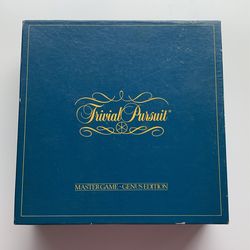 Trivial Pursuit®
MASTER GAME - GENUS EDITION